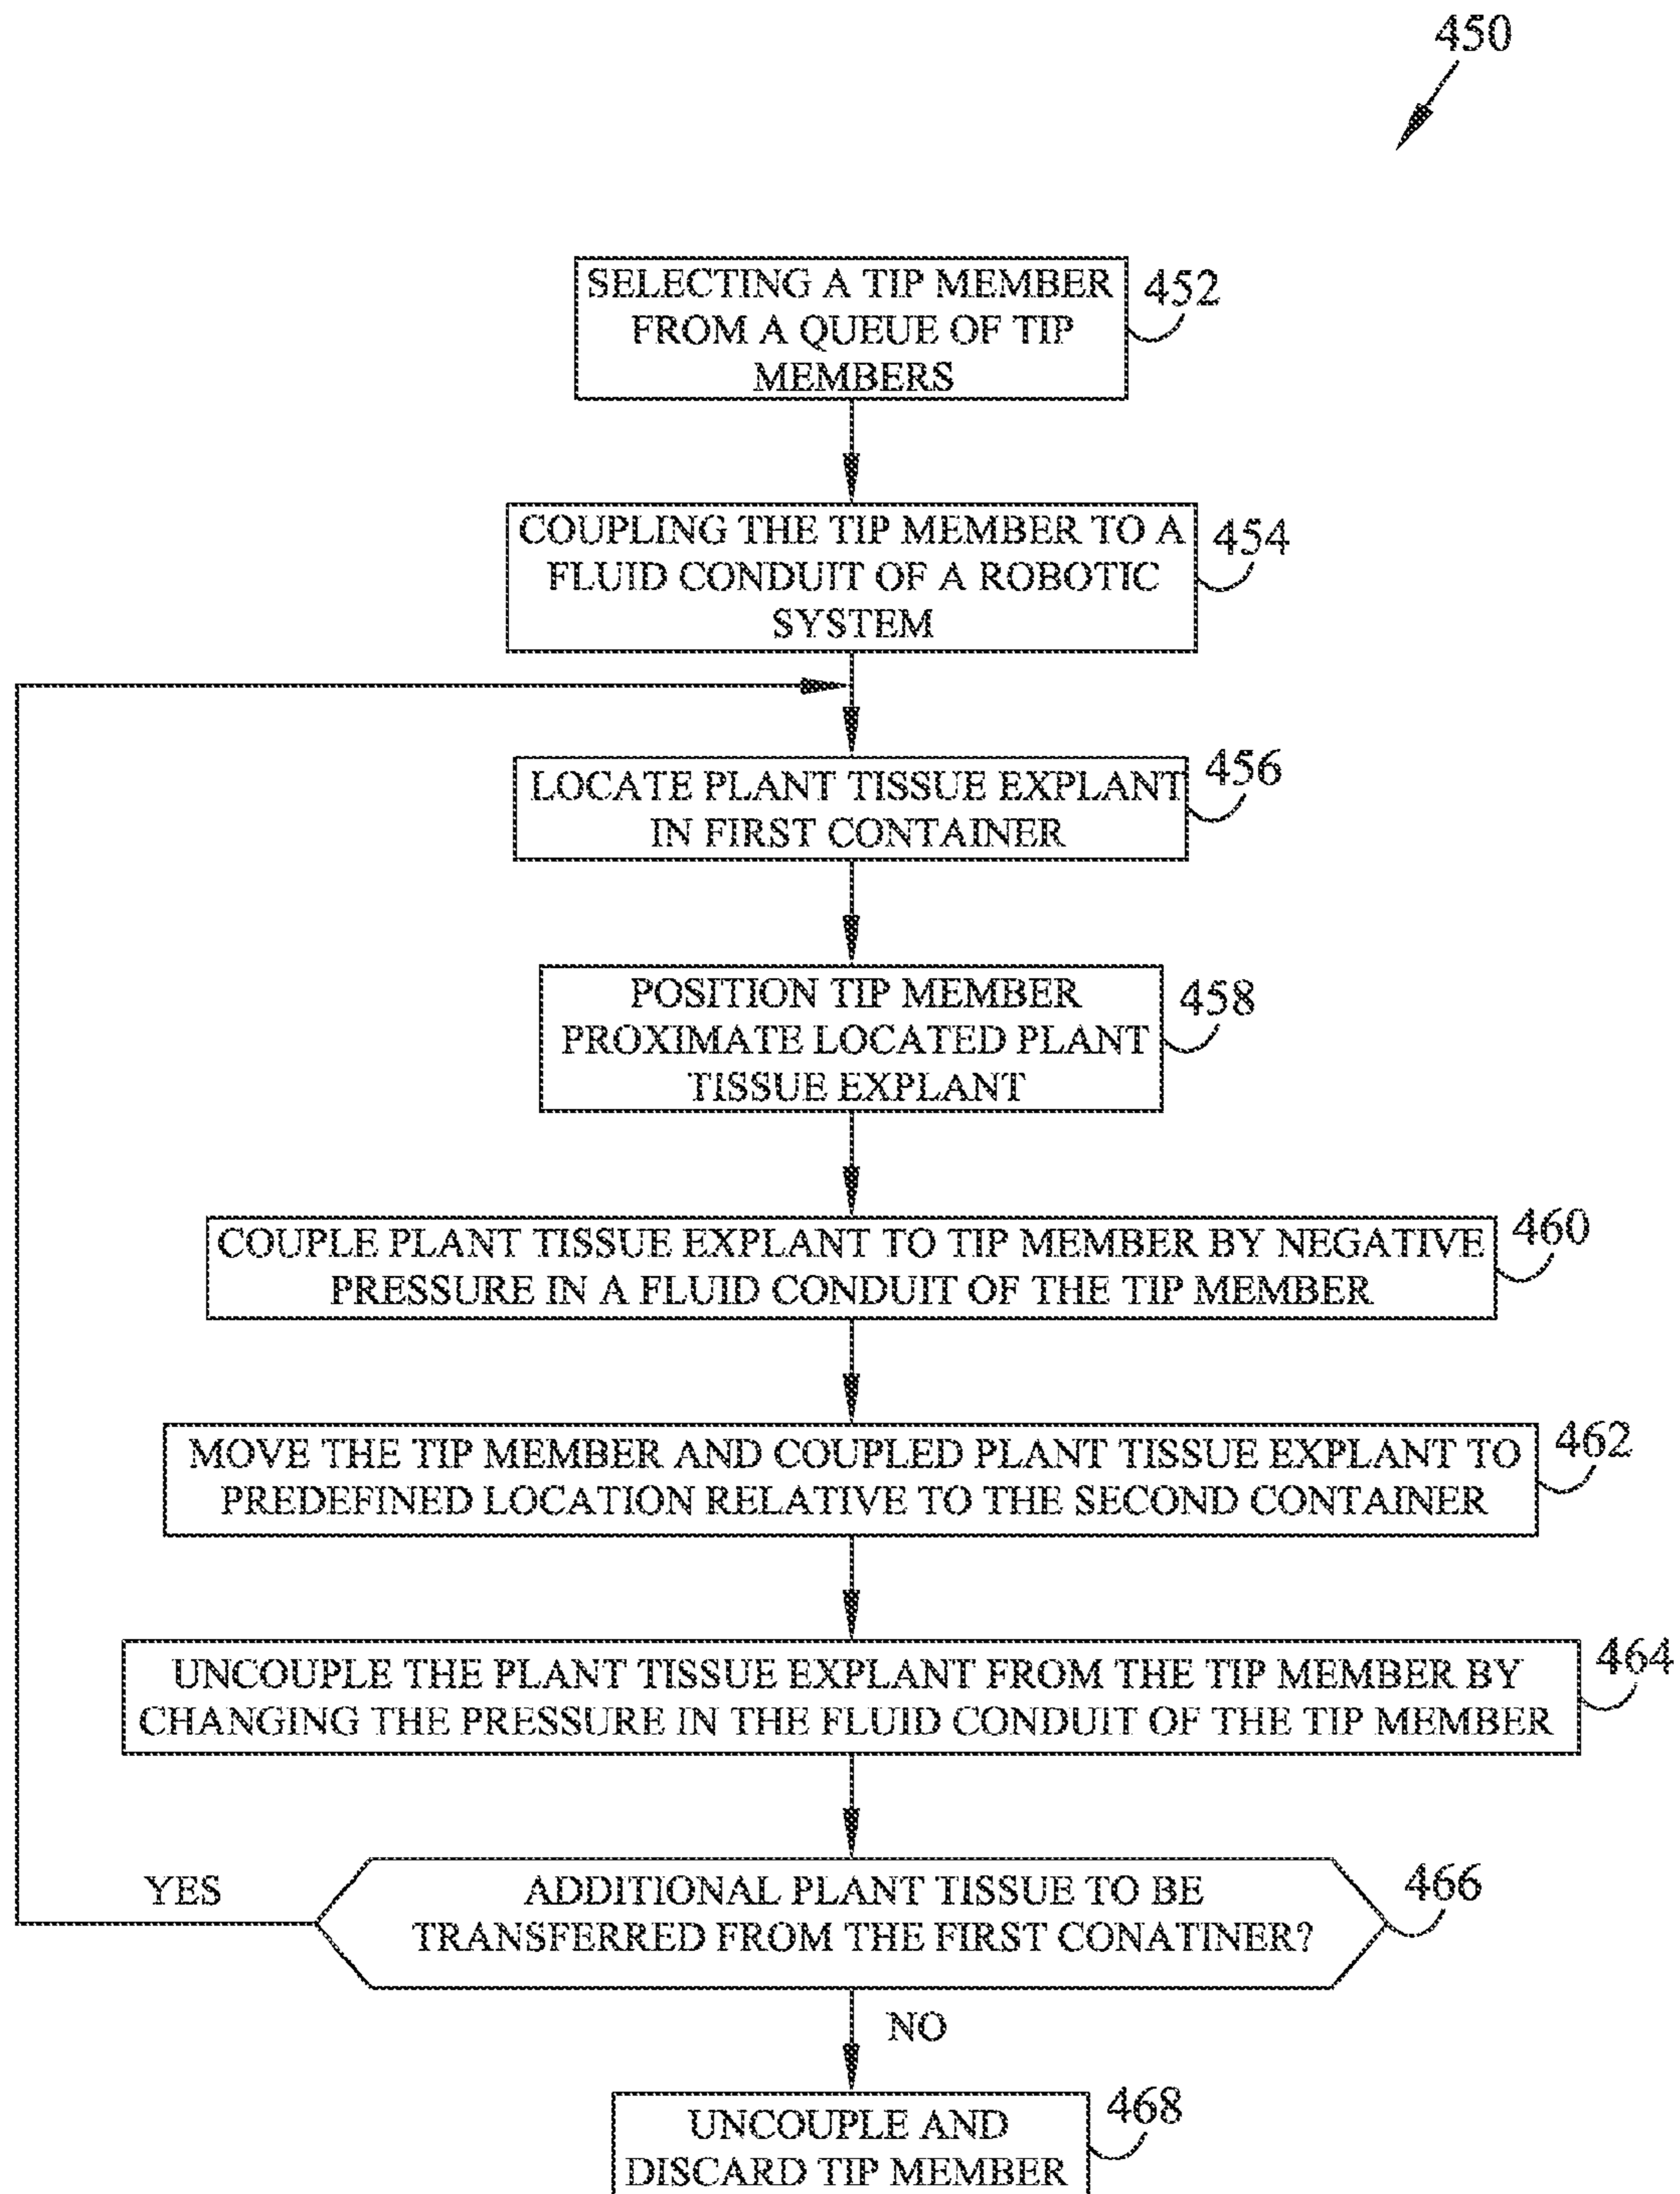 450
SELECTING A TIP MEMBER
FROM A QUEUE OF TIP
MEMBERS
452
COUPLING THE TIP MEMBER TO A
FLUID CONDUIT OF A ROBOTIC
SYSTEM
454
LOCATE PLANT TISSUE EXPLANT
IN FIRST CONTAINER
456
POSITION TIP MEMBER
PROXIMATE LOCATED PLANT
TISSUE EXPLANT
458
COUPLE PLANT TISSUE EXPLANT TO TIP MEMBER BY NEGATIVE
PRESSURE IN A FLUID CONDUIT OF THE TIP MEMBER
460
MOVE THE TIP MEMBER AND COUPLED PLANT TISSUE EXPLANT TO
PREDEFINED LOCATION RELATIVE TO THE SECOND CONTAINER
462
UNCOUPLE THE PLANT TISSUE EXPLANT FROM THE TIP MEMBER BY
CHANGING THE PRESSURE IN THE FLUID CONDUIT OF THE TIP MEMBER
464
YES
ADDITIONAL PLANT TISSUE TO BE
TRANSFERRED FROM THE FIRST CONATINER?
466
NO
UNCOUPLE AND
DISCARD TIP MEMBER
468